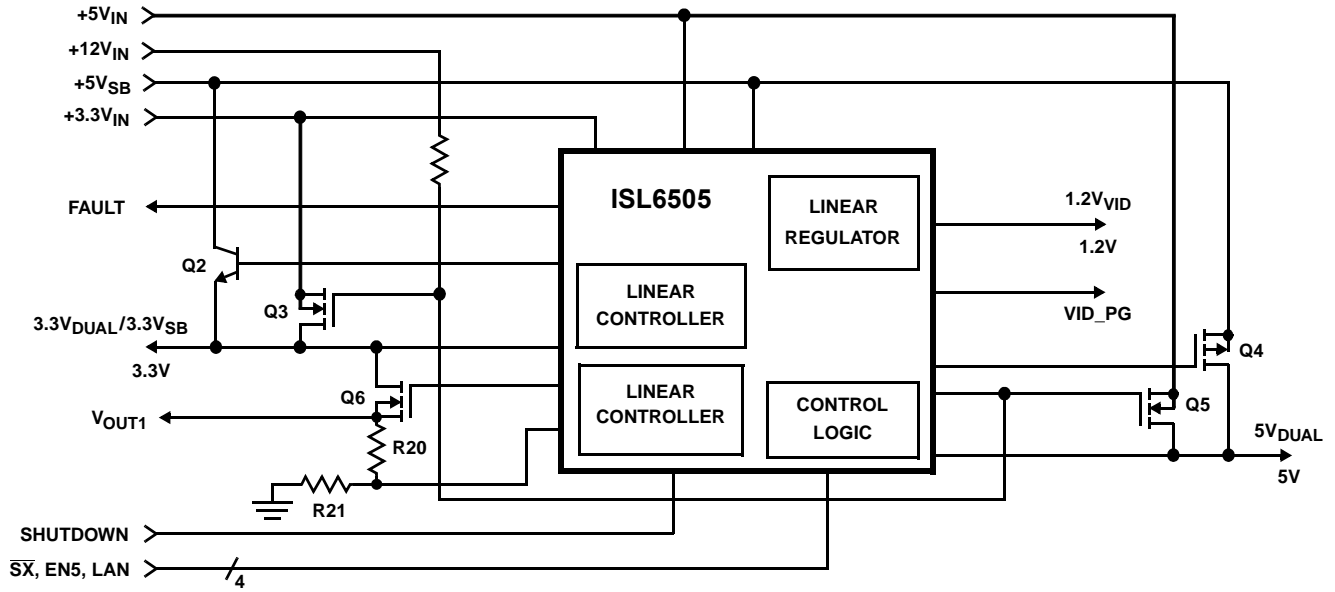 +5VIN
+12VIN
+5VSB
+3.3VIN
ISL6505
LINEAR
REGULATOR
1.2VVID
1.2V
FAULT
Q2
LINEAR
CONTROLLER
Q3
VID_PG
3.3VDUAL/3.3VSB
3.3V
Q4
Q6
LINEAR
CONTROLLER
CONTROL
LOGIC
Q5
VOUT1
R20
5VDUAL
5V
R21
SHUTDOWN
S̅X̅, EN5, LAN
4